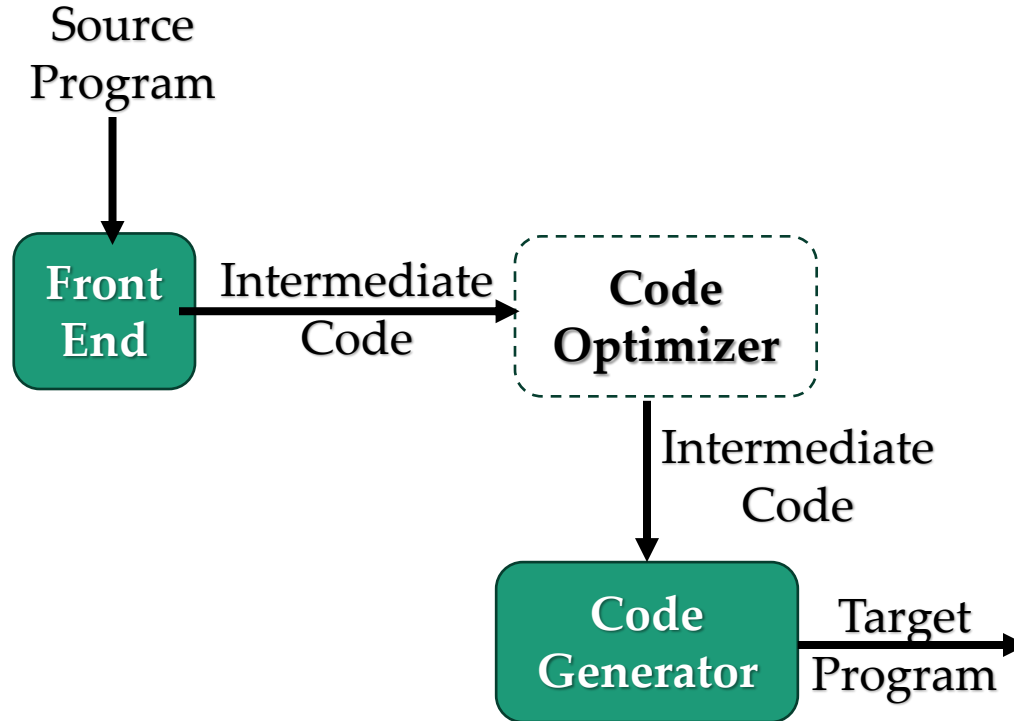 Source
Program
Front
End
Intermediate
Code
Code
Optimizer
Intermediate
Code
Code
Generator
Target
Program